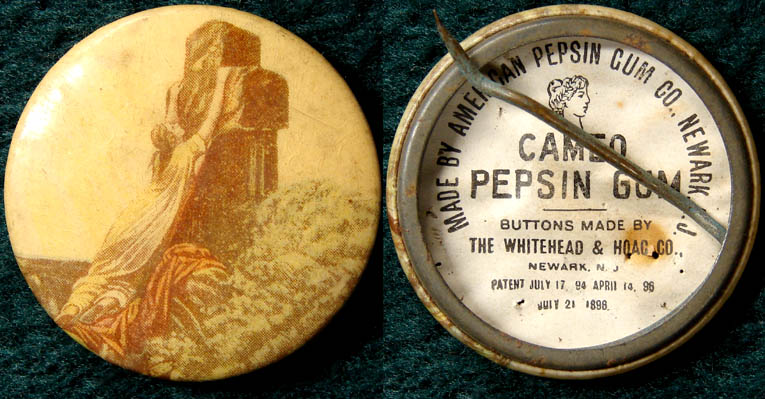 MADE BY AMERICAN PEPSIN GUM CO., NEWARK, N.J.
CAMEO
PEPSIN GUM
BUTTONS MADE BY
THE WHITEHEAD & HOAG CO.,
NEWARK, N. J.
PATENT JULY 17, 94 APRIL 14, 96
JULY 21 1896.